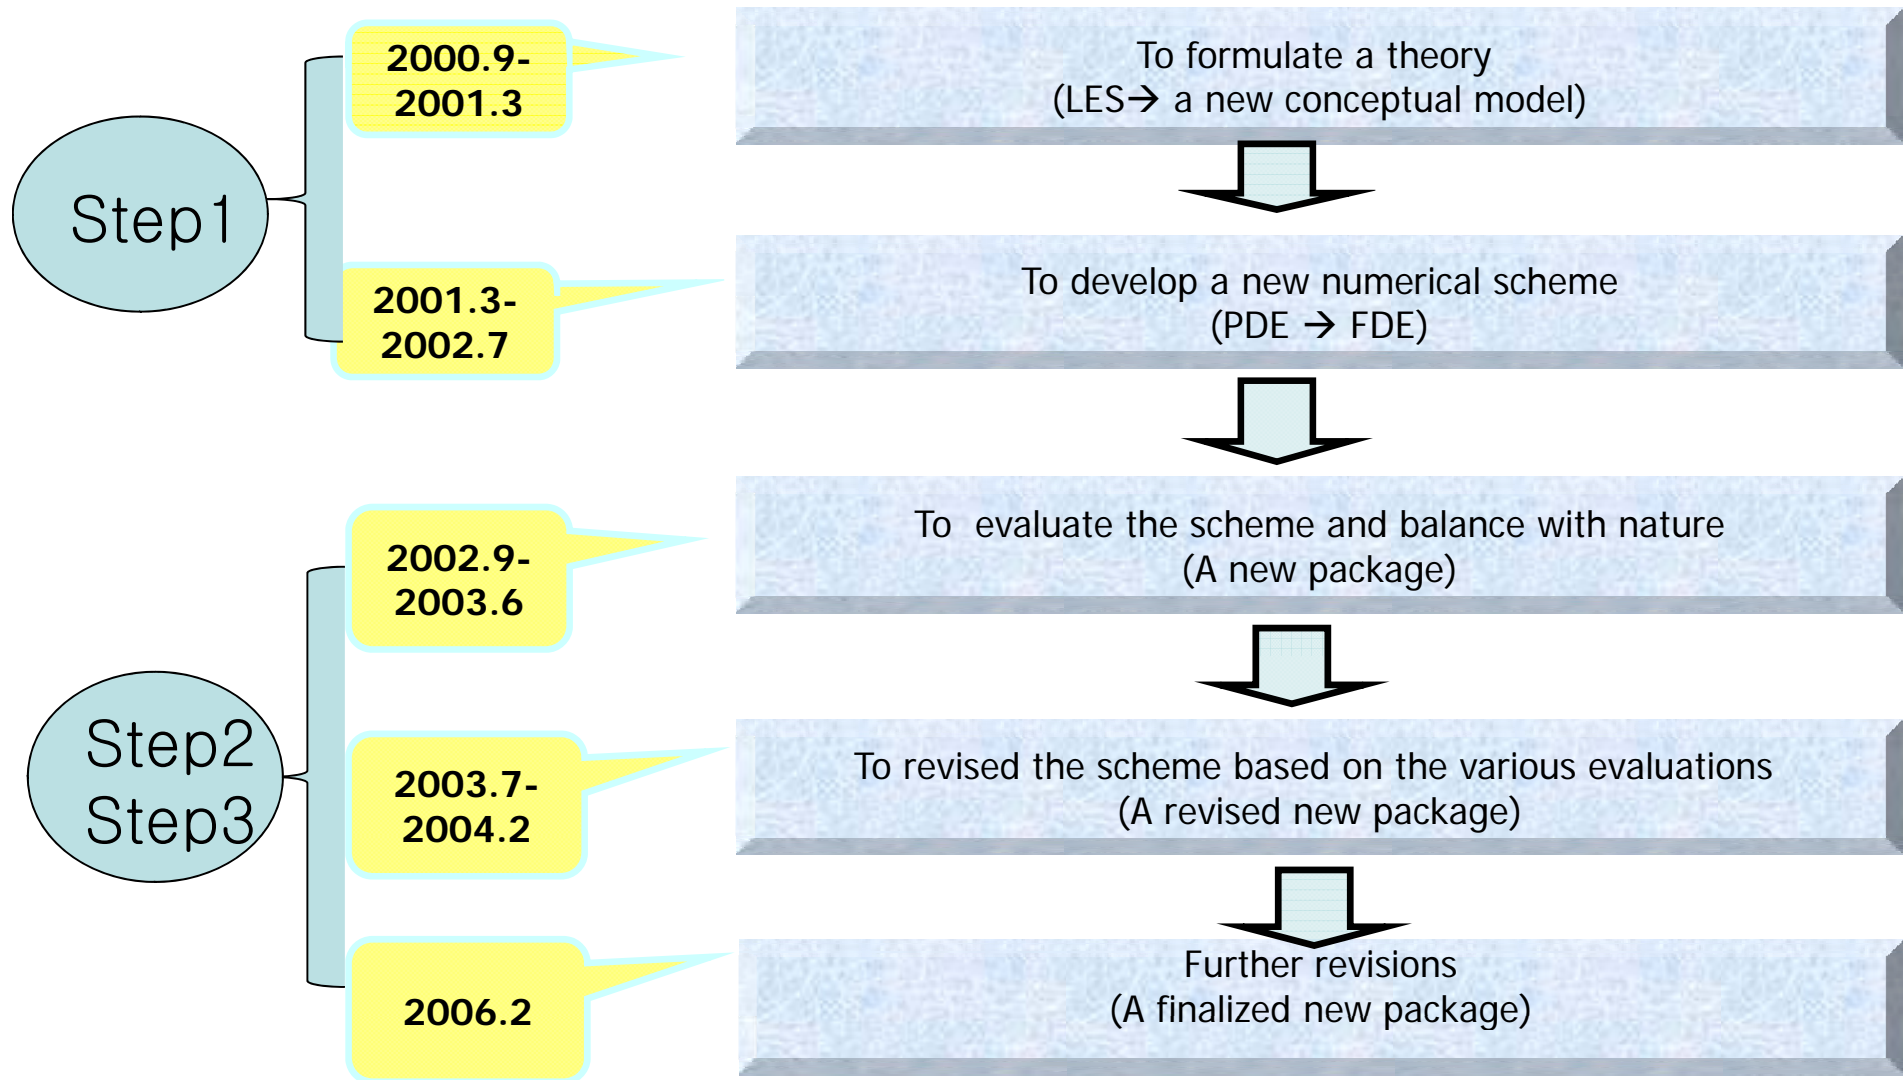 Step1
2000.9-
2001.3
To formulate a theory
(LES→ a new conceptual model)
2001.3-
2002.7
To develop a new numerical scheme
(PDE → FDE)
Step2
Step3
2002.9-
2003.6
To evaluate the scheme and balance with nature
(A new package)
2003.7-
2004.2
To revised the scheme based on the various evaluations
(A revised new package)
2006.2
Further revisions
(A finalized new package)